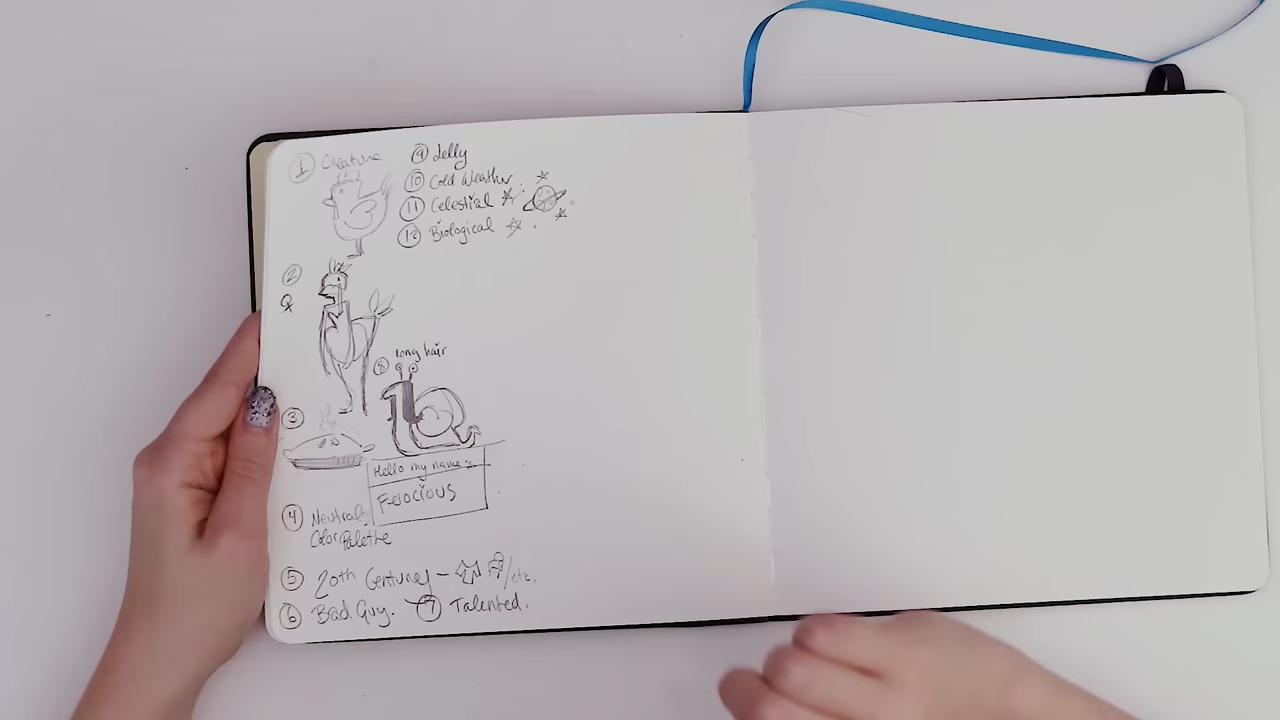 ① Creature
⑨ Jelly
⑩ Cold Weather
⑪ Celestial
⑫ Biological
②
⑧ long hair
③
Hello my name is
Ferocious
④ Neutral
Color Palette
⑤ 20th Century - /etc.
⑥ Bad Guy. ⑦ Talented.